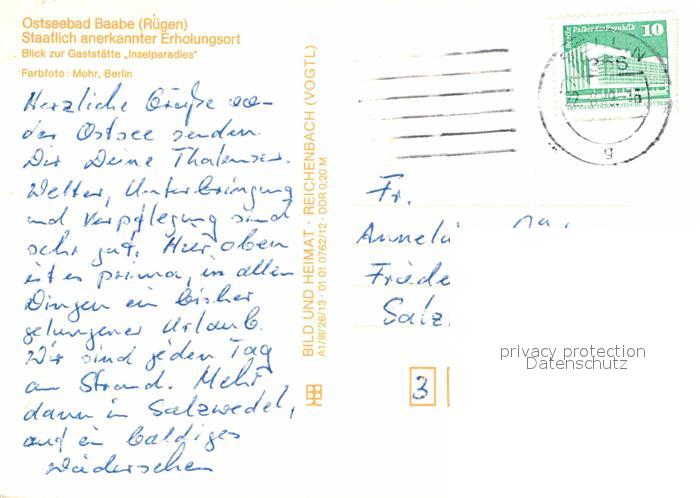 Ostseebad Baabe (Rügen)
Staatlich anerkannter Erholungsort
Blick zur Gaststätte „Inselparadies“
Farbfoto: Mohr, Berlin
Herzliche Grüße von
der Ostsee senden
Dir Deine Thalenser.
Wetter, Unterbringung
und Verpflegung sind
sehr gut. Hier oben
ist es prima, in allen
Dingen ein bisher
gelungener Urlaub.
Wir sind jeden Tag
am Strand. Mehr
dann in Salzwedel,
auf ein baldiges
Wiedersehen
BILD UND HEIMAT · REICHENBACH (VOGTL)
A1/III/26/13 · 01 01 0762/12 · DDR 0,20 M
Berlin Palast der Republik 10
Fr.
Anneli
Friede
Salz
3
privacy protection
Datenschutz